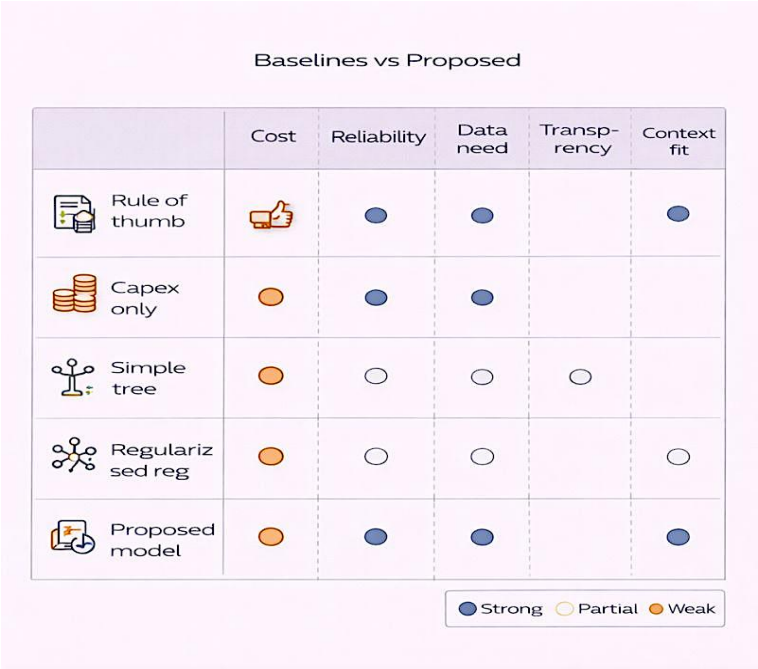 Baselines vs Proposed
Cost
Reliability
Data
need
Transp-
rency
Context
fit
Rule of
thumb
Capex
only
Simple
tree
Regulariz
sed reg
Proposed
model
Strong
Partial
Weak